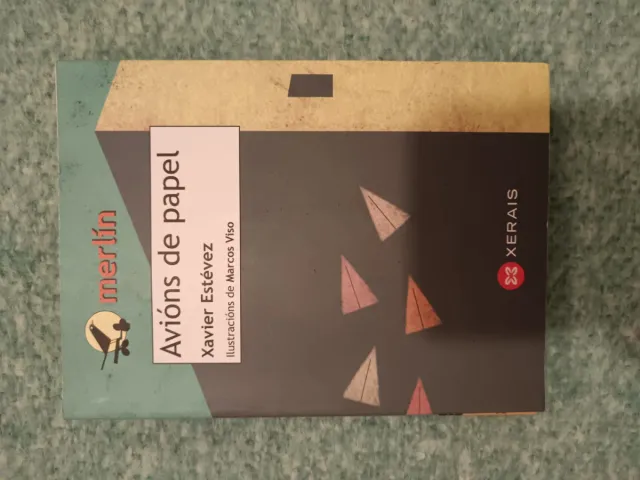 merlín
Avións de papel
Xavier Estévez
Ilustracións de Marcos Viso
XERAIS